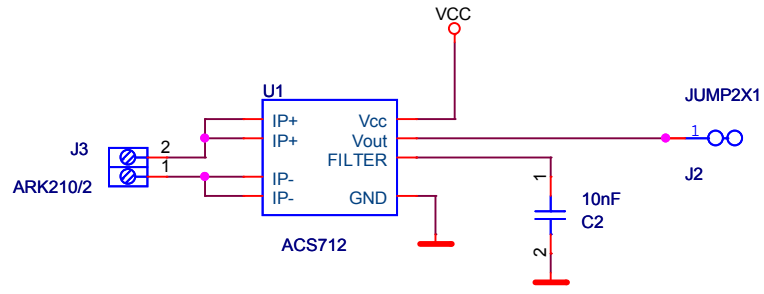 VCC
U1
JUMP2X1
IP+
Vcc
J3
2
IP+
Vout
1
1
FILTER
ARK210/2
IP-
J2
IP-
GND
1
10nF
C2
ACS712
2